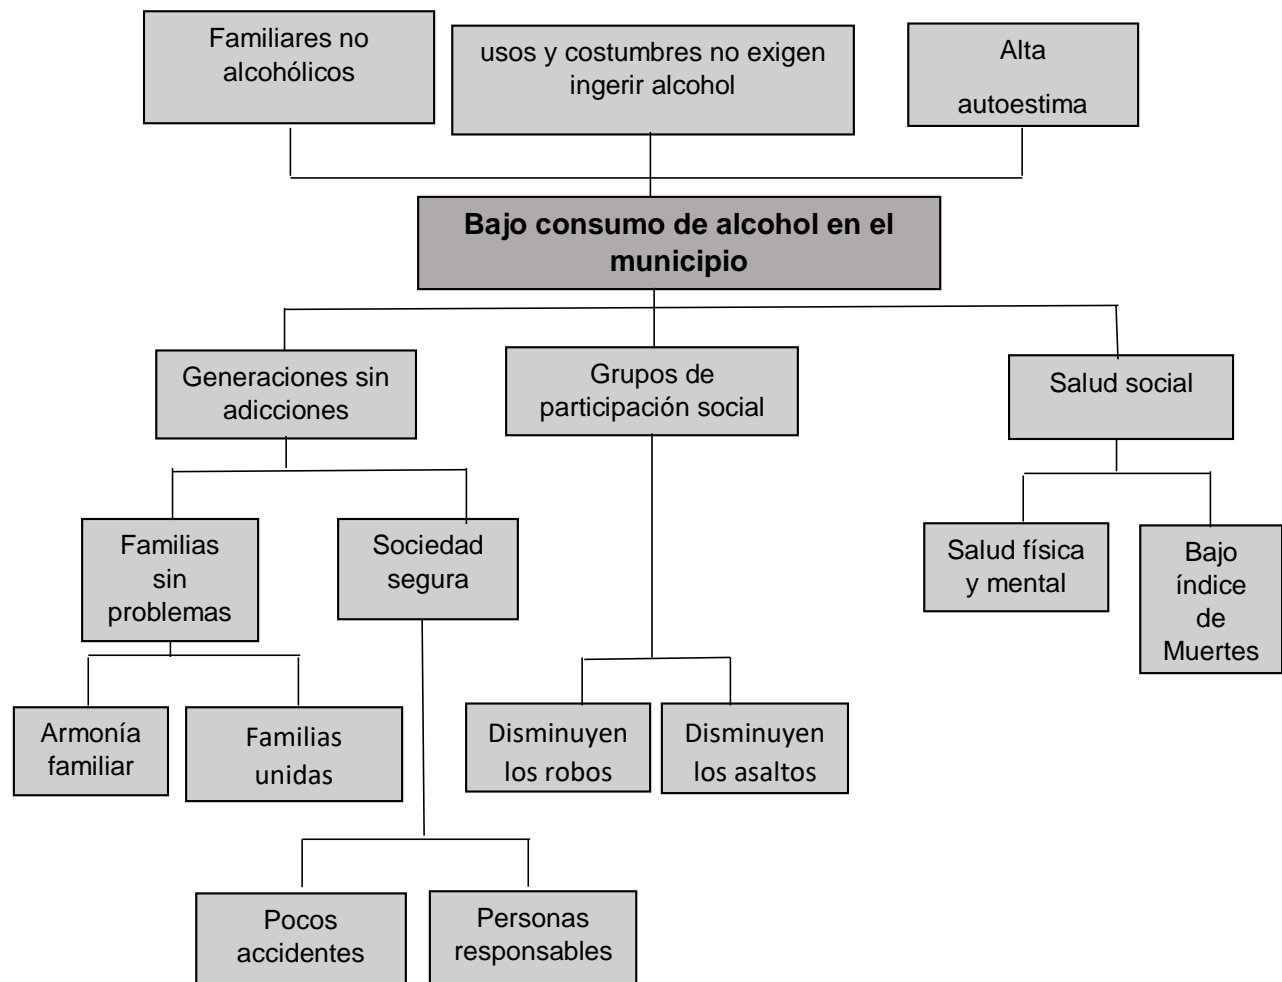 Familiares no
alcohólicos
usos y costumbres no exigen
ingerir alcohol
Alta
autoestima
Bajo consumo de alcohol en el
municipio
Generaciones sin
adicciones
Grupos de
participación social
Salud social
Familias
sin
problemas
Sociedad
segura
Salud física
y mental
Bajo
índice
de
Muertes
Armonía
familiar
Familias
unidas
Disminuyen
los robos
Disminuyen
los asaltos
Pocos
accidentes
Personas
responsables